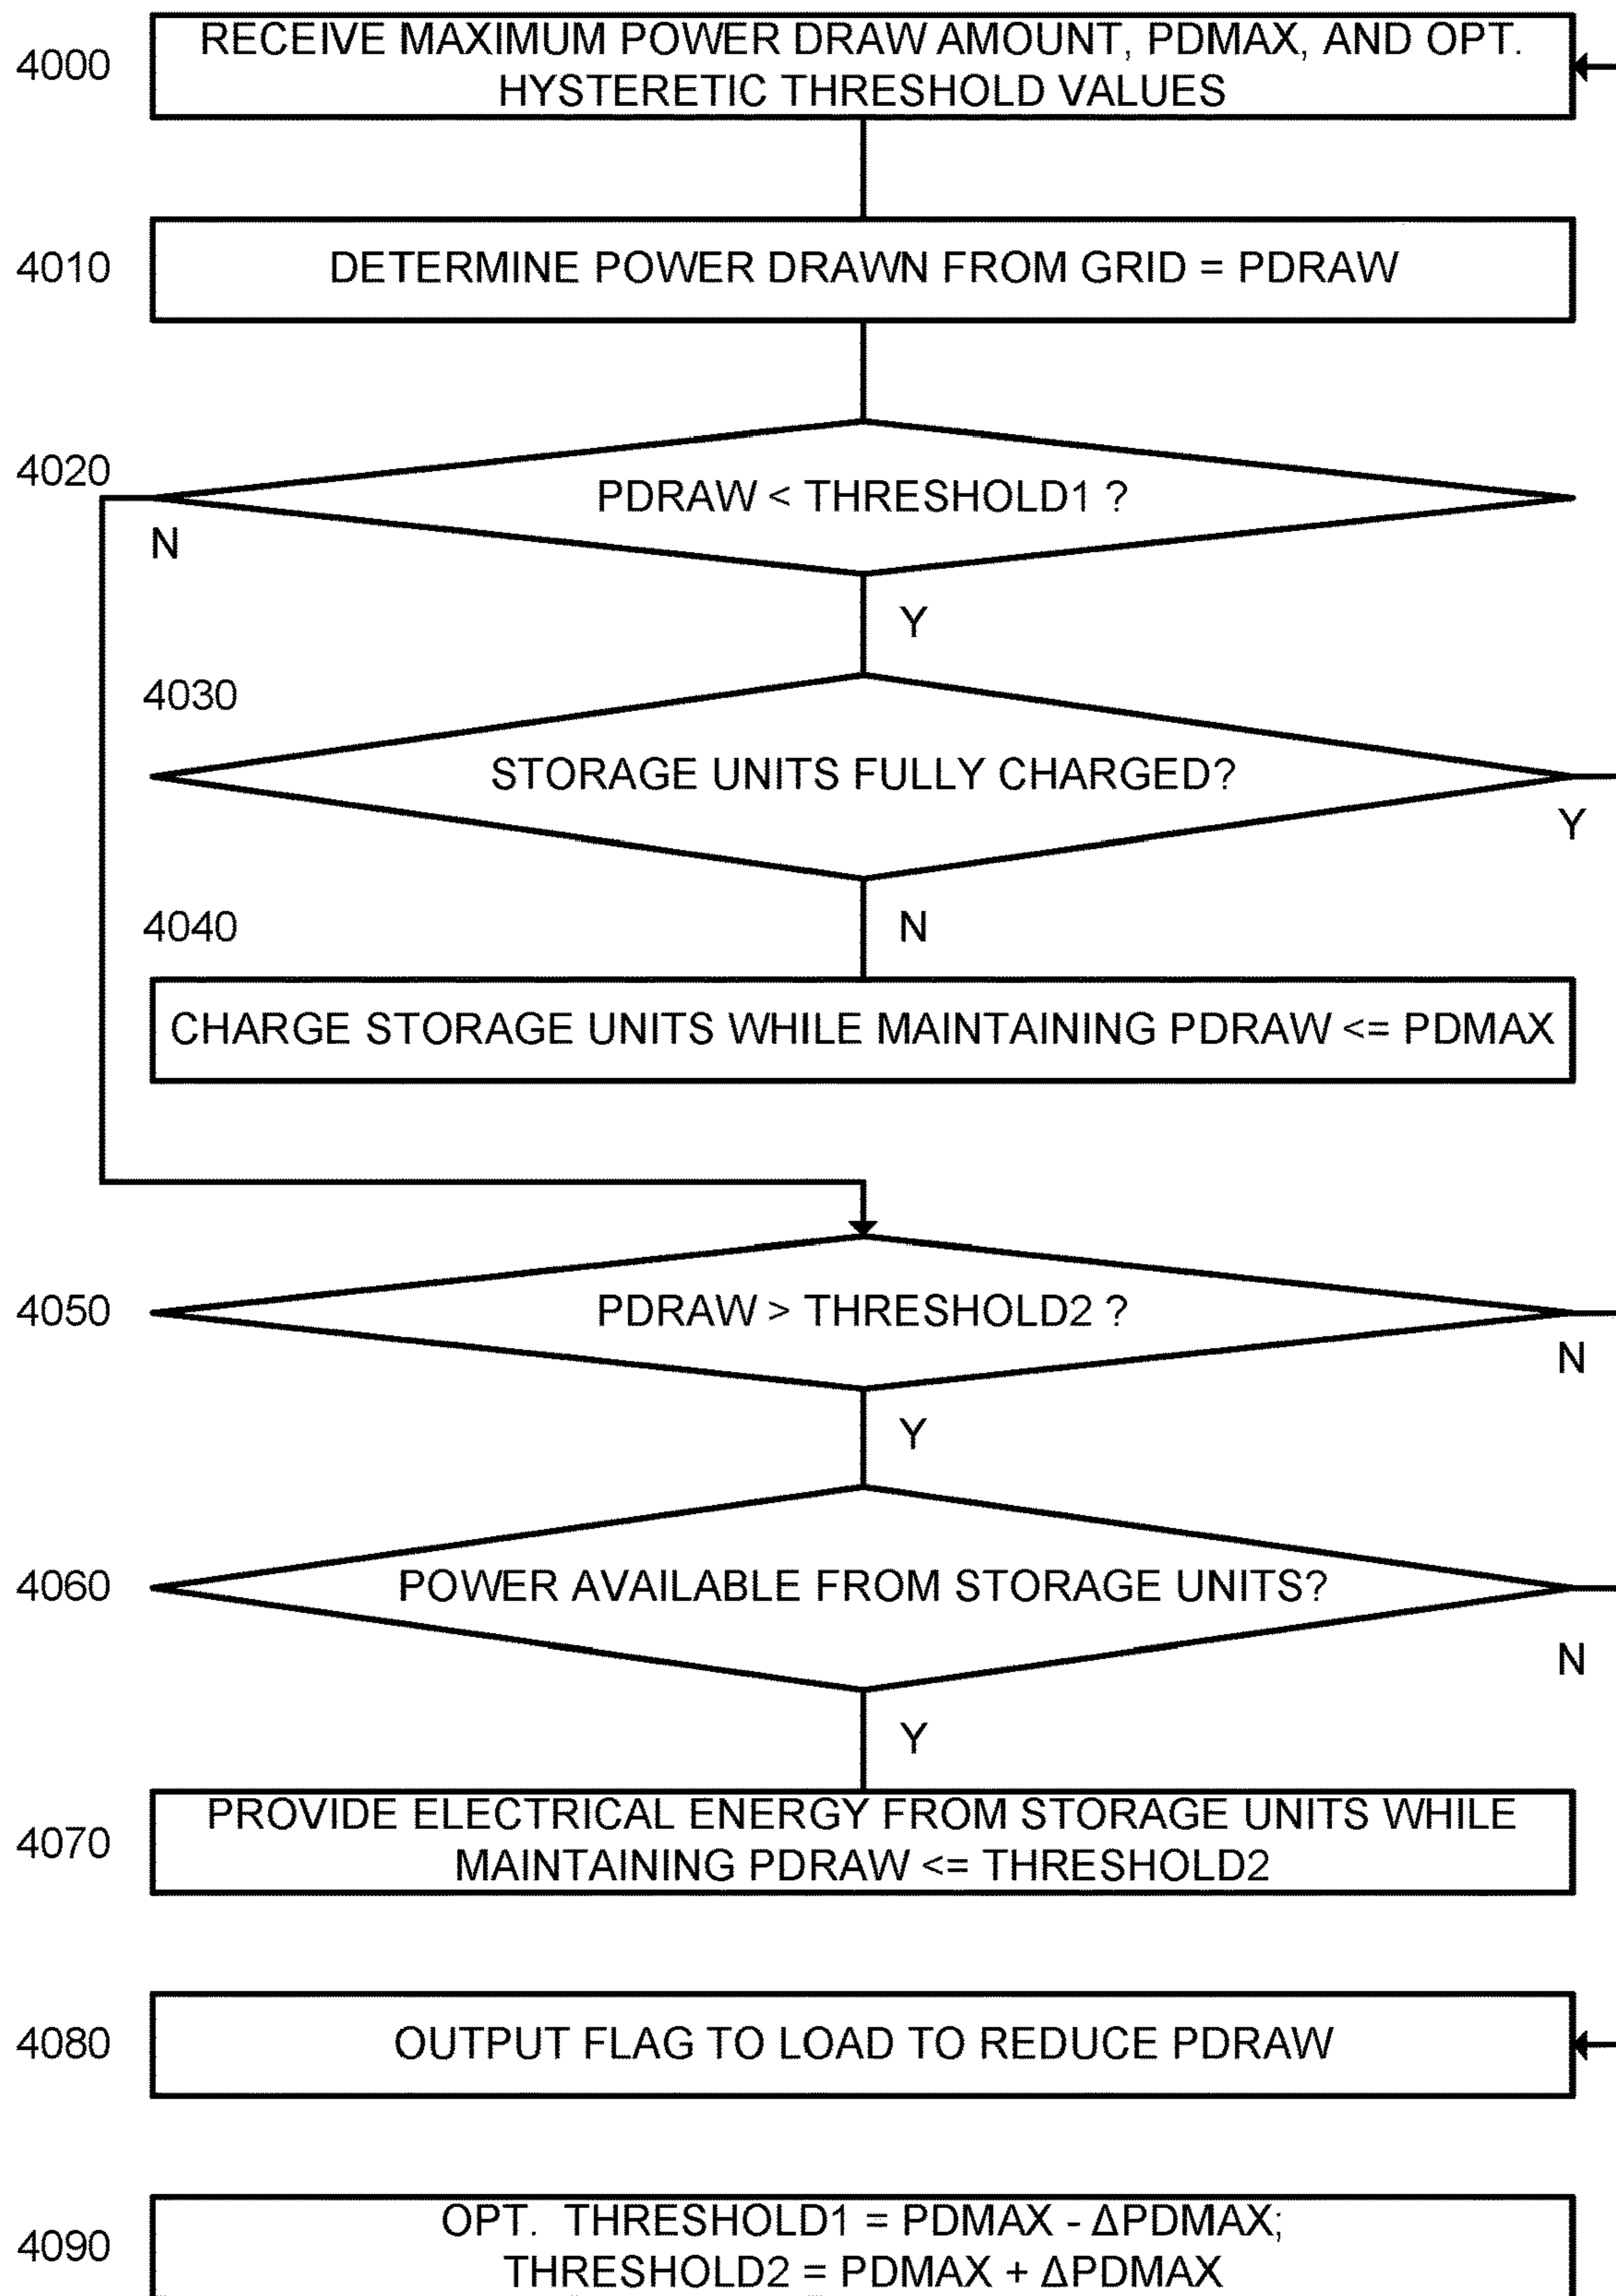 4000
RECEIVE MAXIMUM POWER DRAW AMOUNT, PDMAX, AND OPT.
HYSTERETIC THRESHOLD VALUES
4010
DETERMINE POWER DRAWN FROM GRID = PDRAW
4020
PDRAW < THRESHOLD1 ?
N
Y
4030
STORAGE UNITS FULLY CHARGED?
Y
4040
N
CHARGE STORAGE UNITS WHILE MAINTAINING PDRAW <= PDMAX
4050
PDRAW > THRESHOLD2 ?
N
Y
4060
POWER AVAILABLE FROM STORAGE UNITS?
N
Y
4070
PROVIDE ELECTRICAL ENERGY FROM STORAGE UNITS WHILE
MAINTAINING PDRAW <= THRESHOLD2
4080
OUTPUT FLAG TO LOAD TO REDUCE PDRAW
4090
OPT. THRESHOLD1 = PDMAX - ΔPDMAX;
THRESHOLD2 = PDMAX + ΔPDMAX